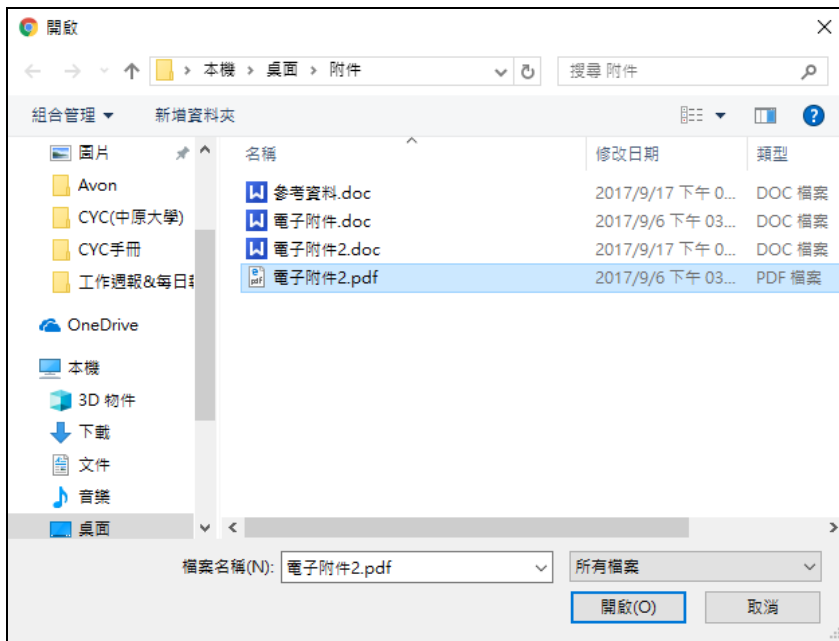 開啟
本機 › 桌面 › 附件
搜尋 附件
組合管理
新增資料夾
圖片
Avon
CYC(中原大學)
CYC手冊
工作週報&每日
OneDrive
本機
3D 物件
下載
文件
音樂
桌面
名稱 修改日期 類型
參考資料.doc 2017/9/17 下午 0... DOC 檔案
電子附件.doc 2017/9/6 下午 03... DOC 檔案
電子附件2.doc 2017/9/17 下午 0... DOC 檔案
電子附件2.pdf 2017/9/6 下午 03... PDF 檔案
檔案名稱(N): 電子附件2.pdf 所有檔案
開啟(O) 取消